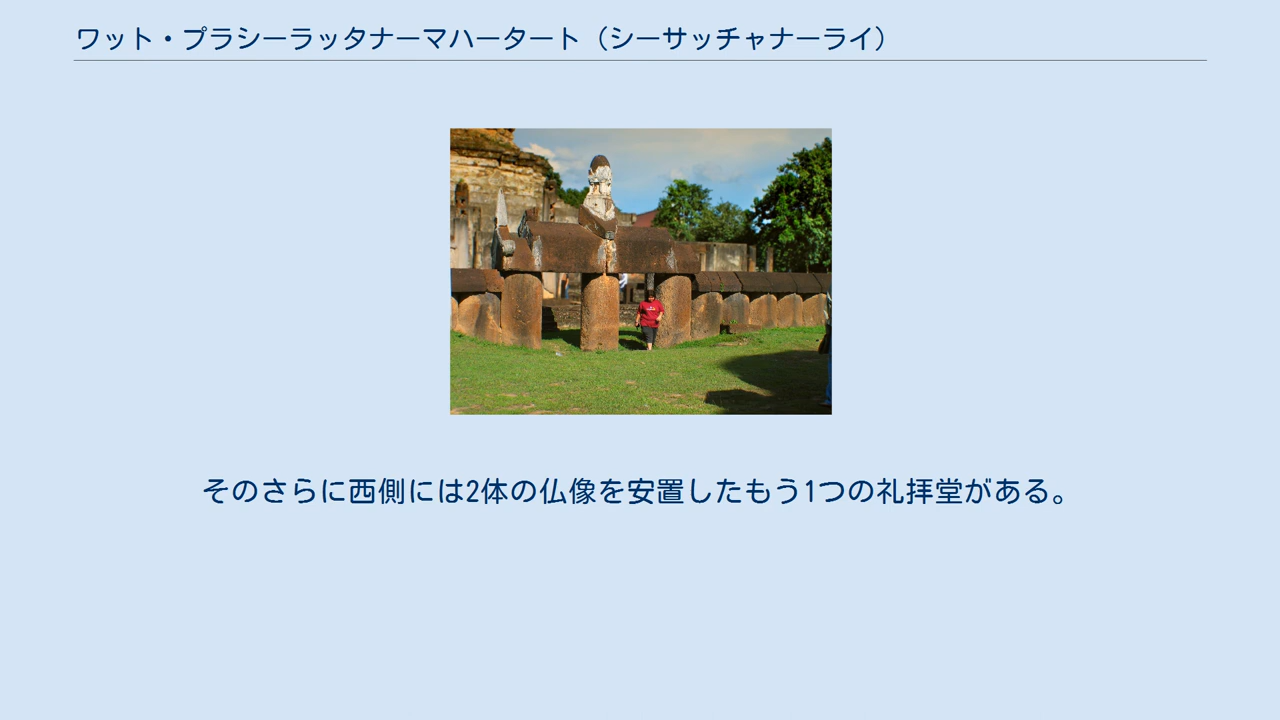 ワット・プラシーラッタナーマハータート（シーサッチャナーライ）
そのさらに西側には2体の仏像を安置したもう1つの礼拝堂がある。